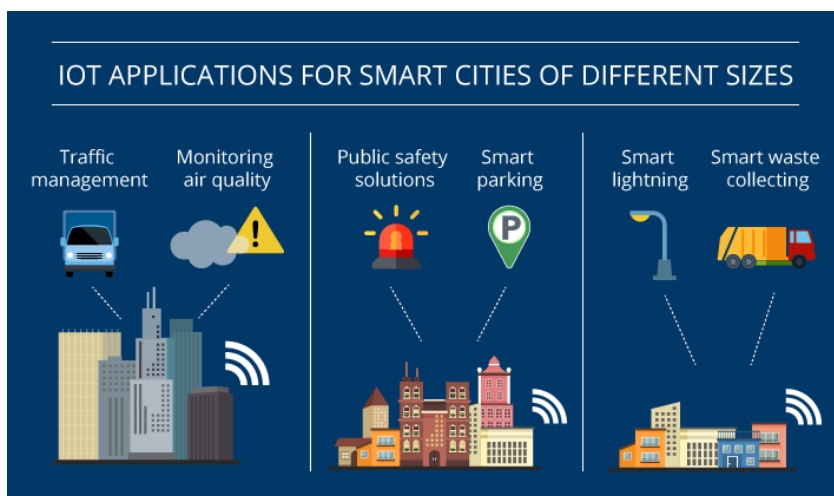 IOT APPLICATIONS FOR SMART CITIES OF DIFFERENT SIZES
Traffic
management
Monitoring
air quality
Public safety
solutions
Smart
parking
Smart
lightning
Smart waste
collecting
!
P